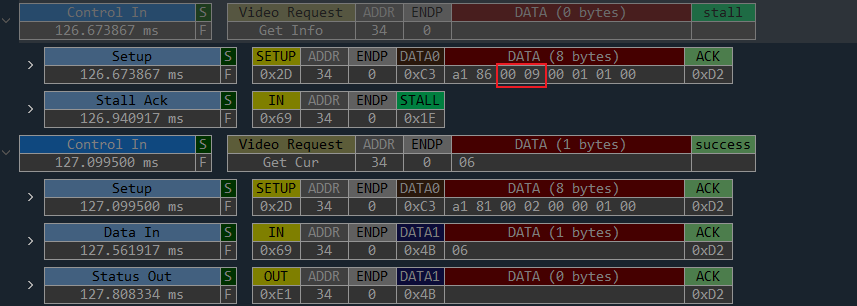 Control In S Video Request ADDR ENDP DATA (0 bytes) stall
126.673867 ms F Get Info 34 0
Setup S SETUP ADDR ENDP DATA0 DATA (8 bytes) ACK
126.673867 ms F 0x2D 34 0 0xC3 a1 86 00 09 00 01 01 00 0xD2
Stall Ack S IN ADDR ENDP STALL
126.940917 ms F 0x69 34 0 0x1E
Control In S Video Request ADDR ENDP DATA (1 bytes) success
127.099500 ms F Get Cur 34 0 06
Setup S SETUP ADDR ENDP DATA0 DATA (8 bytes) ACK
127.099500 ms F 0x2D 34 0 0xC3 a1 81 00 02 00 00 01 00 0xD2
Data In S IN ADDR ENDP DATA1 DATA (1 bytes) ACK
127.561917 ms F 0x69 34 0 0x4B 06 0xD2
Status Out S OUT ADDR ENDP DATA1 DATA (0 bytes) ACK
127.808334 ms F 0xE1 34 0 0x4B 0xD2